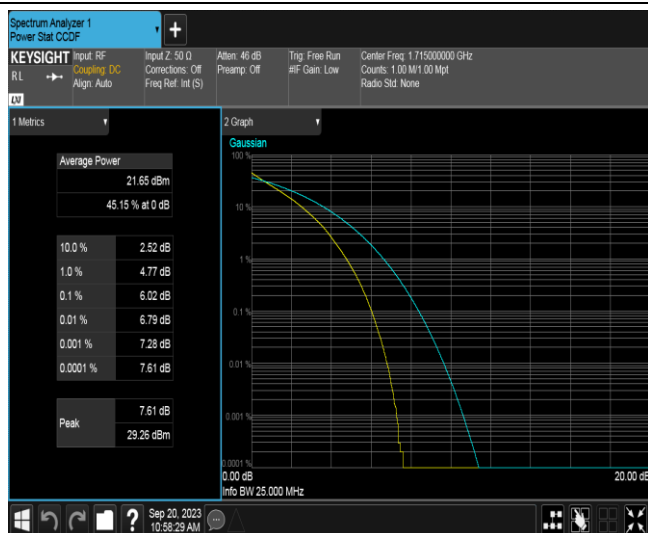 Spectrum Analyzer 1
Power Stat CCDF
+
KEYSIGHT
RL
LXI
Input: RF
Coupling: DC
Align: Auto
Input Z: 50 Ω
Corrections: Off
Freq Ref: Int (S)
Atten: 46 dB
Preamp: Off
Trig: Free Run
#IF Gain: Low
Center Freq: 1.715000000 GHz
Counts: 1.00 M/1.00 Mpt
Radio Std: None
1 Metrics
Average Power
21.65 dBm
45.15 % at 0 dB
10.0 % 2.52 dB
1.0 % 4.77 dB
0.1 % 6.02 dB
0.01 % 6.79 dB
0.001 % 7.28 dB
0.0001 % 7.61 dB
Peak
7.61 dB
29.26 dBm
2 Graph
Gaussian
100 %
10 %
1 %
0.1 %
0.01 %
0.001 %
0.0001 %
0.00 dB 20.00 dB
Info BW 25.000 MHz
?
Sep 20, 2023
10:58:29 AM